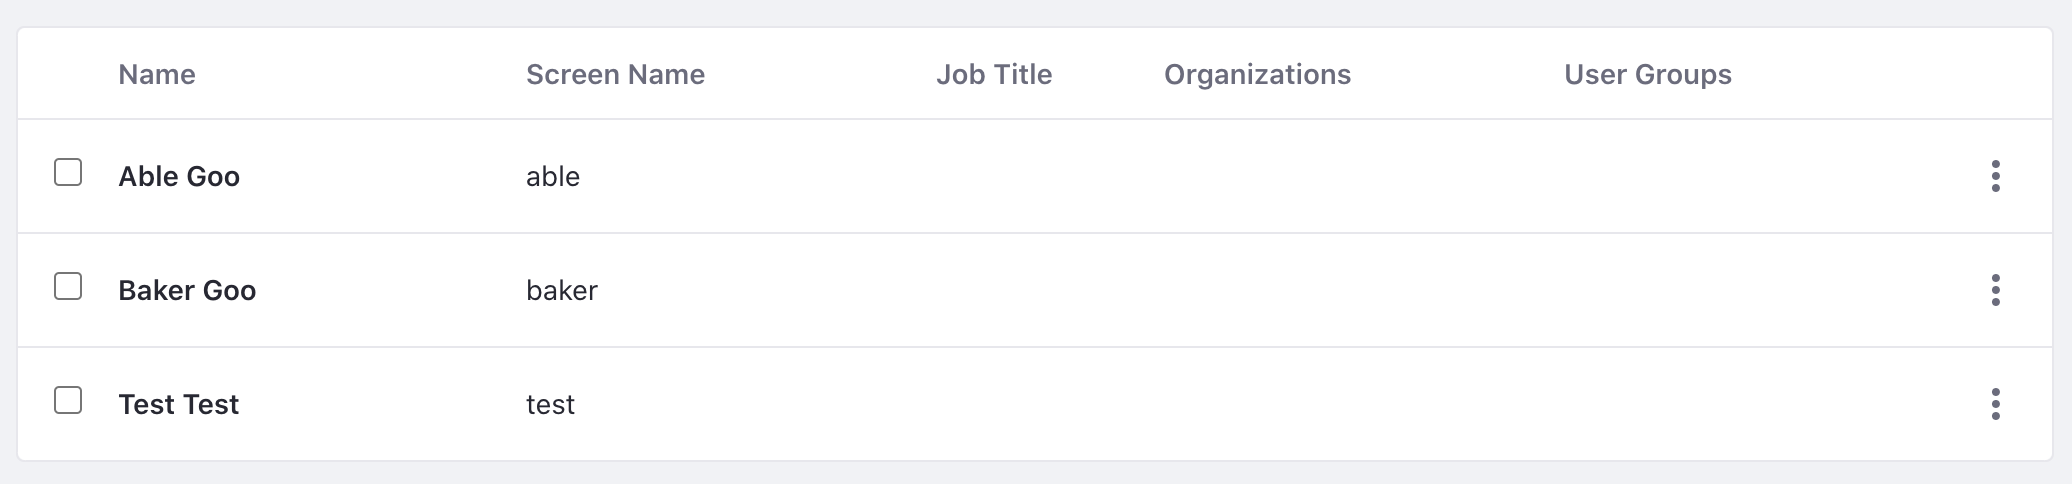 Name Screen Name Job Title Organizations User Groups
Able Goo able
Baker Goo baker
Test Test test